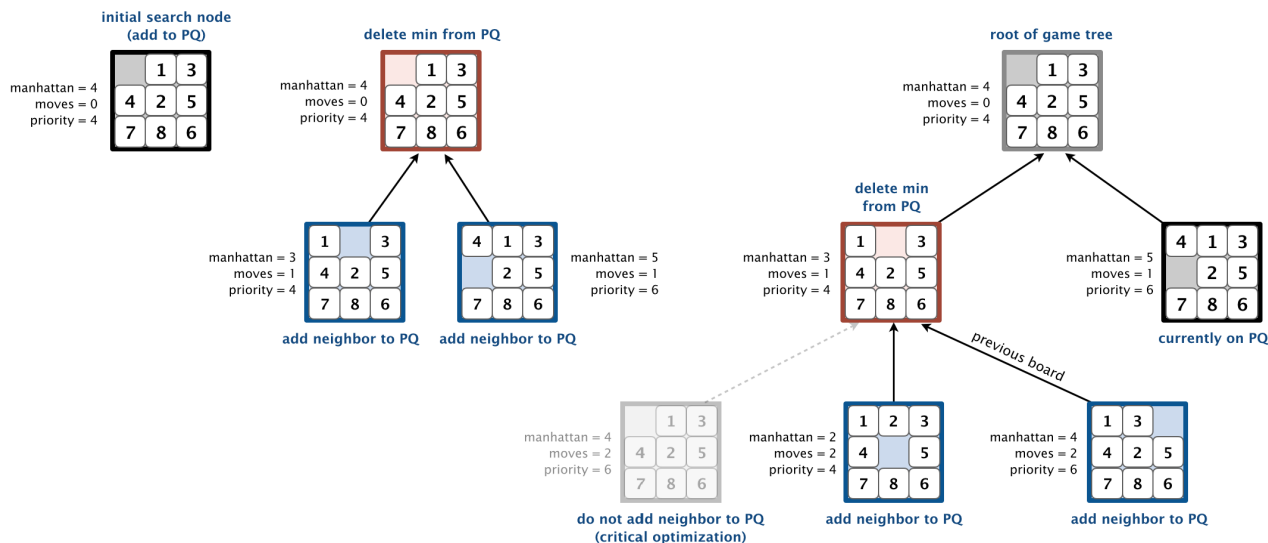 initial search node
(add to PQ)
manhattan = 4
moves = 0
priority = 4
1 3
4 2 5
7 8 6
delete min from PQ
manhattan = 4
moves = 0
priority = 4
1 3
4 2 5
7 8 6
manhattan = 3
moves = 1
priority = 4
1 3
4 2 5
7 8 6
add neighbor to PQ
4 1 3
2 5
7 8 6
manhattan = 5
moves = 1
priority = 6
add neighbor to PQ
root of game tree
manhattan = 4
moves = 0
priority = 4
1 3
4 2 5
7 8 6
delete min
from PQ
manhattan = 3
moves = 1
priority = 4
1 3
4 2 5
7 8 6
manhattan = 5
moves = 1
priority = 6
4 1 3
2 5
7 8 6
currently on PQ
previous board
manhattan = 4
moves = 2
priority = 6
1 3
4 2 5
7 8 6
do not add neighbor to PQ
(critical optimization)
manhattan = 2
moves = 2
priority = 4
1 2 3
4 5
7 8 6
add neighbor to PQ
manhattan = 4
moves = 2
priority = 6
1 3
4 2 5
7 8 6
add neighbor to PQ